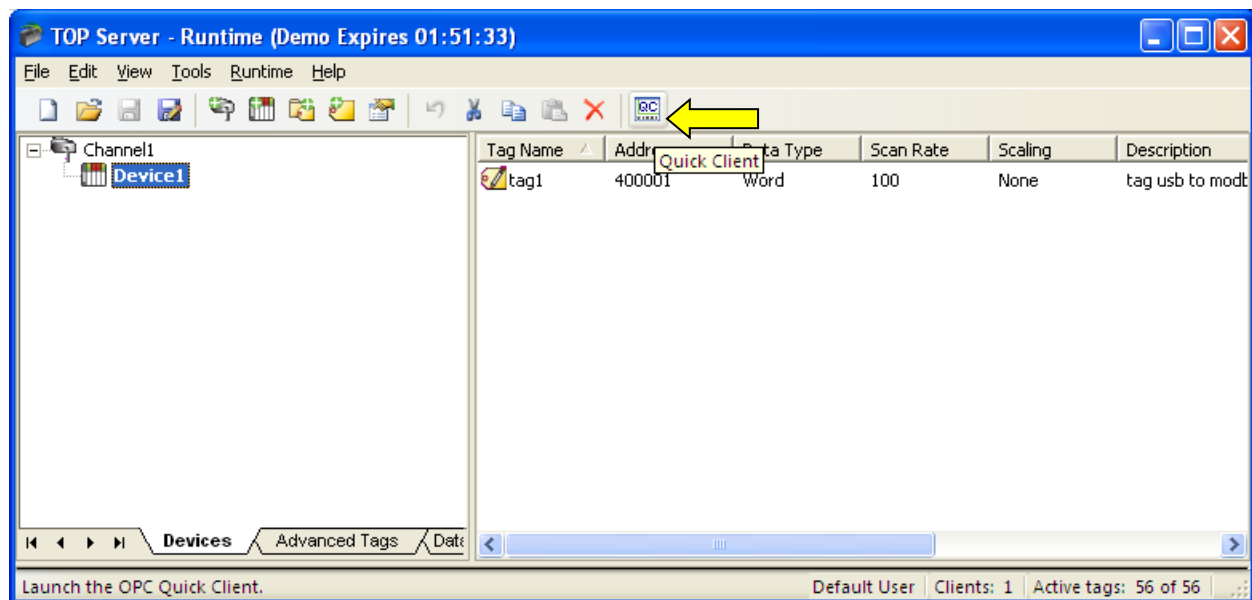 TOP Server - Runtime (Demo Expires 01:51:33)
File Edit View Tools Runtime Help
QC
Channel1
Device1
Tag Name Addr Data Type Scan Rate Scaling Description
Quick Client
tag1 400001 Word 100 None tag usb to modb
Devices Advanced Tags Data
Launch the OPC Quick Client. Default User Clients: 1 Active tags: 56 of 56